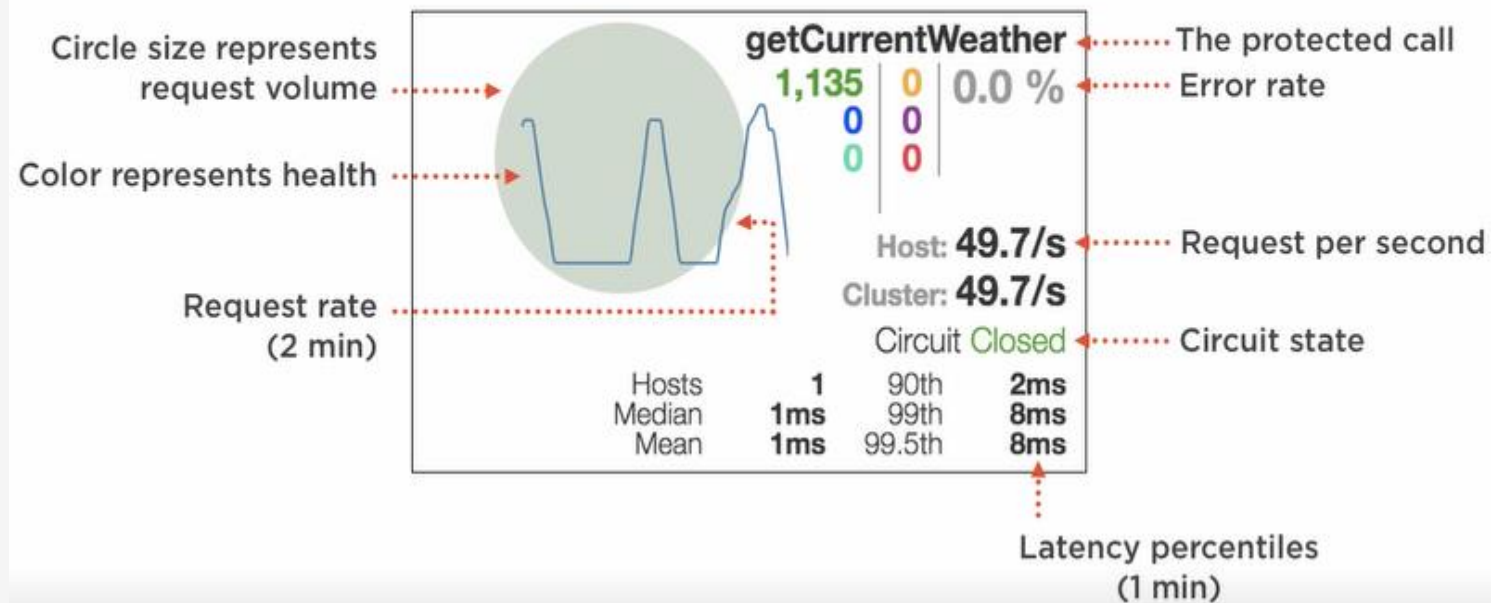 Circle size represents
request volume
Color represents health
Request rate
(2 min)
getCurrentWeather
1,135 0 0.0 %
0 0
0 0
Host: 49.7/s
Cluster: 49.7/s
Circuit Closed
Hosts 1 90th 2ms
Median 1ms 99th 8ms
Mean 1ms 99.5th 8ms
The protected call
Error rate
Request per second
Circuit state
Latency percentiles
(1 min)